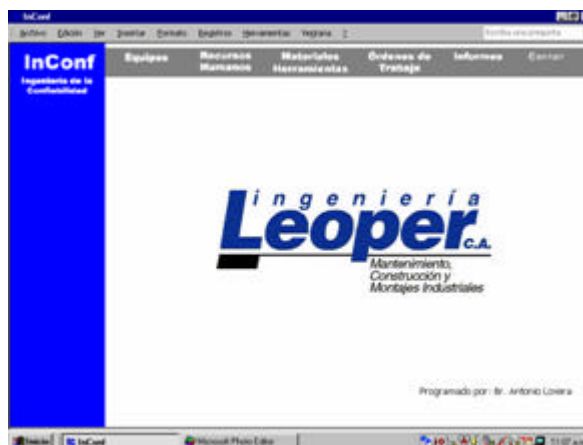 InConf
Archivo Edición Ver Insertar Formato Registros Herramientas Ventana ?
InConf
Ingeniería de la
Confiabilidad
Equipos
Recursos
Humanos
Materiales
Herramientas
Órdenes de
Trabajo
Informes
Cerrar
ingeniería
Leoper C.A.
Mantenimiento,
Construcción y
Montajes Industriales
Programado por: Br. Antonio Lovera
Inicio InConf Microsoft Photo Editor